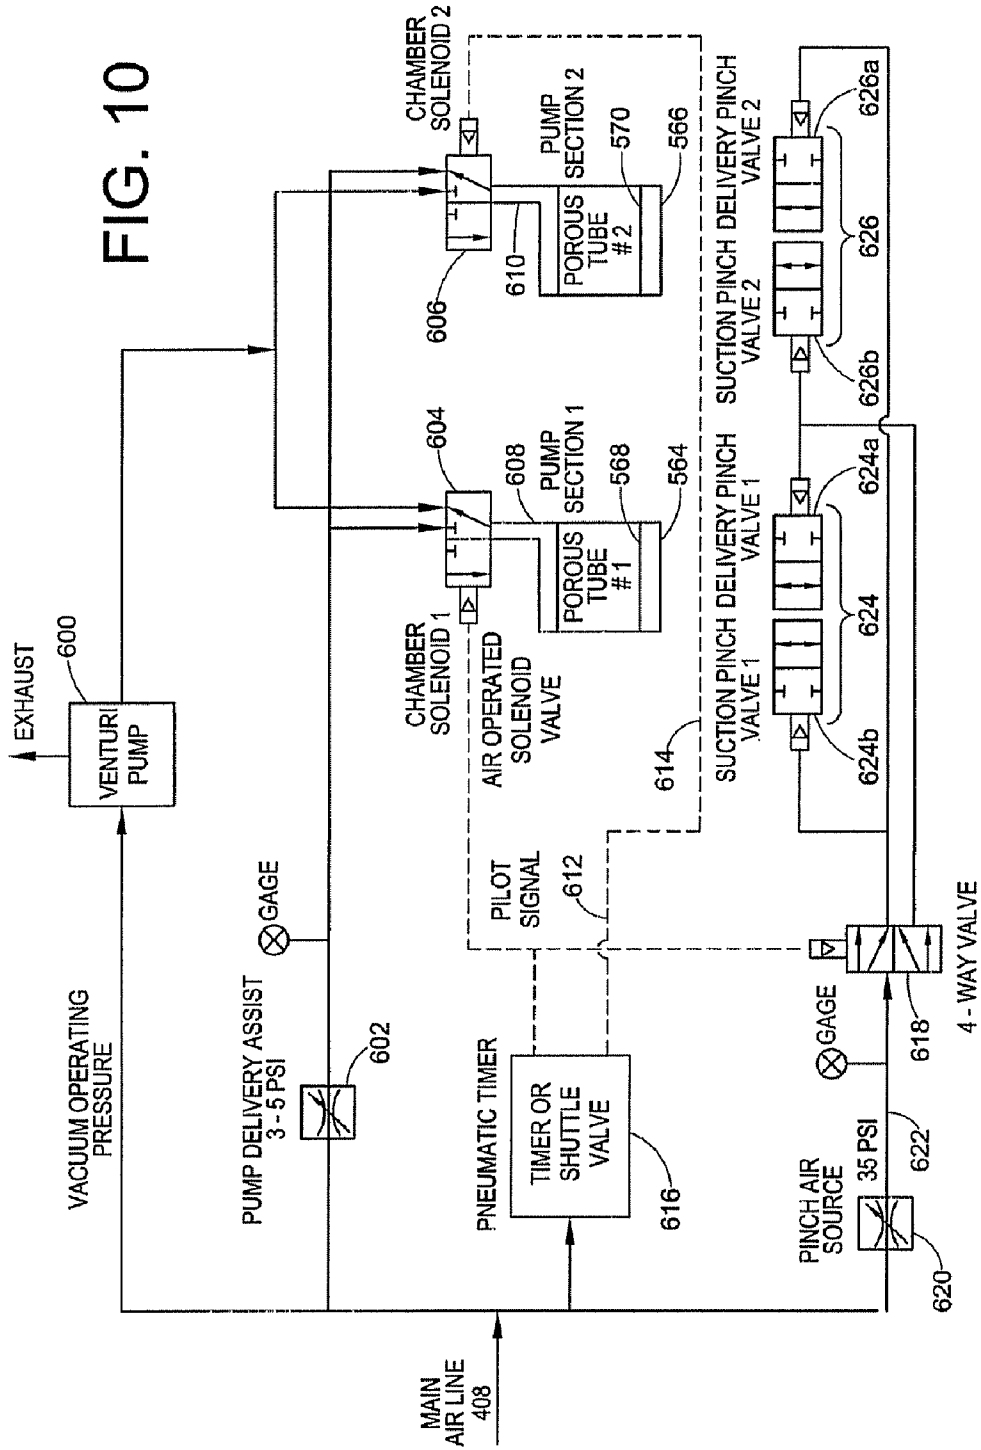 FIG. 10
EXHAUST
600
VENTURI
PUMP
VACUUM OPERATING
PRESSURE
GAGE
PUMP DELIVERY ASSIST
3 - 5 PSI
602
MAIN
AIR LINE
408
CHAMBER
SOLENOID 1
604
AIR OPERATED
SOLENOID
VALVE
608
POROUS
TUBE
#1
PUMP
SECTION 1
568
564
CHAMBER
SOLENOID 2
606
610
POROUS
TUBE
#2
PUMP
SECTION 2
570
566
PILOT
SIGNAL
612
614
PNEUMATIC TIMER
TIMER OR
SHUTTLE
VALVE
616
SUCTION PINCH
VALVE 1
DELIVERY PINCH
VALVE 1
SUCTION PINCH
VALVE 2
DELIVERY PINCH
VALVE 2
624b
624
624a
626b
626
626a
PINCH AIR
SOURCE
35 PSI
GAGE
620
622
618
4 - WAY VALVE